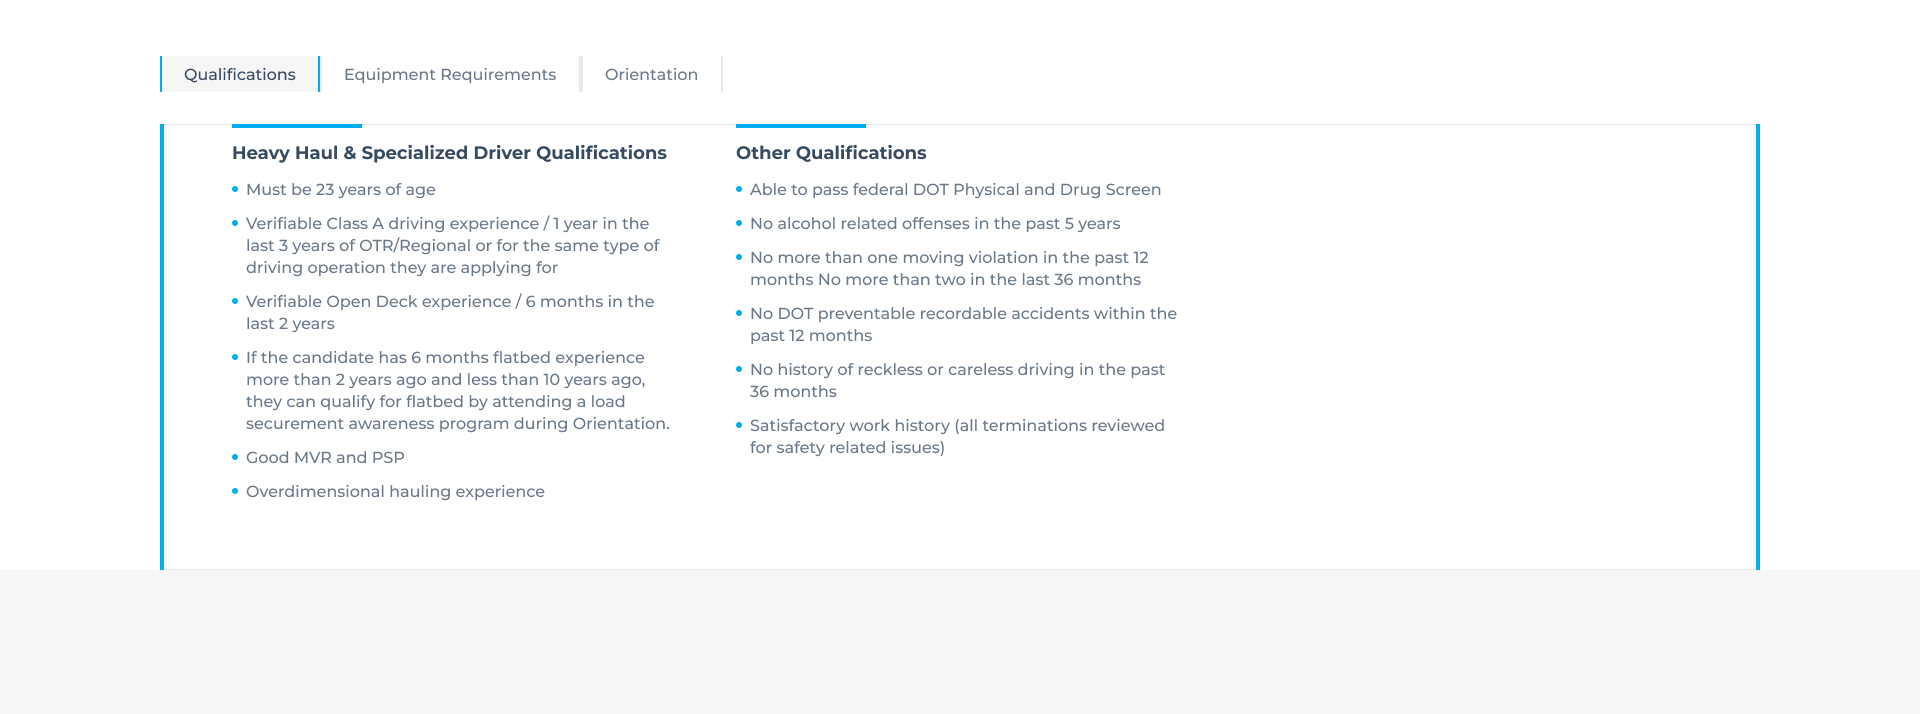 Qualifications
Equipment Requirements
Orientation
Heavy Haul & Specialized Driver Qualifications
Must be 23 years of age
Verifiable Class A driving experience / 1 year in the
last 3 years of OTR/Regional or for the same type of
driving operation they are applying for
Verifiable Open Deck experience / 6 months in the
last 2 years
If the candidate has 6 months flatbed experience
more than 2 years ago and less than 10 years ago,
they can qualify for flatbed by attending a load
securement awareness program during Orientation.
Good MVR and PSP
Overdimensional hauling experience
Other Qualifications
Able to pass federal DOT Physical and Drug Screen
No alcohol related offenses in the past 5 years
No more than one moving violation in the past 12
months No more than two in the last 36 months
No DOT preventable recordable accidents within the
past 12 months
No history of reckless or careless driving in the past
36 months
Satisfactory work history (all terminations reviewed
for safety related issues)